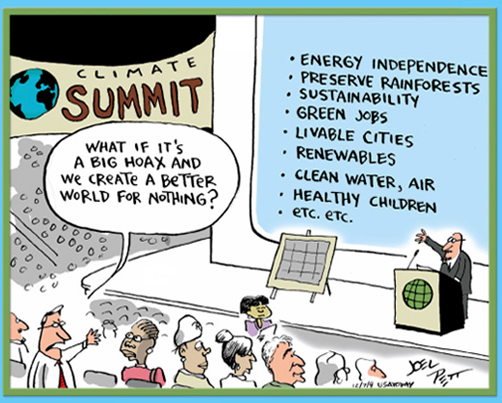 CLIMATE
SUMMIT
WHAT IF IT'S
A BIG HOAX AND
WE CREATE A BETTER
WORLD FOR NOTHING?
• ENERGY INDEPENDENCE
• PRESERVE RAINFORESTS
• SUSTAINABILITY
• GREEN JOBS
• LIVABLE CITIES
• RENEWABLES
• CLEAN WATER, AIR
• HEALTHY CHILDREN
• ETC. ETC.
JOEL
PETT
USA TODAY